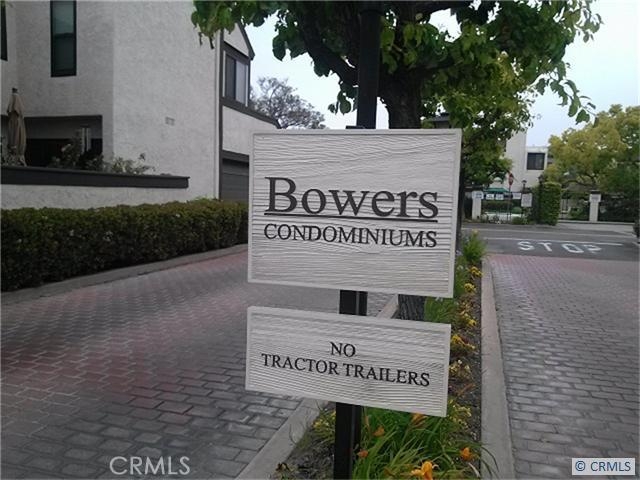 Bowers
CONDOMINIUMS
NO
TRACTOR TRAILERS
STOP
CRMLS
© CRMLS